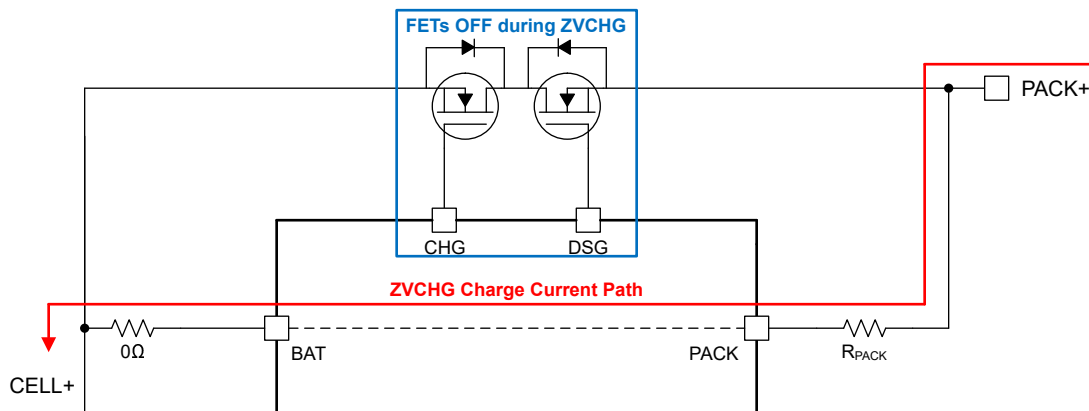 FETs OFF during ZVCHG
PACK+
CHG
DSG
ZVCHG Charge Current Path
0Ω
BAT
PACK
RPACK
CELL+